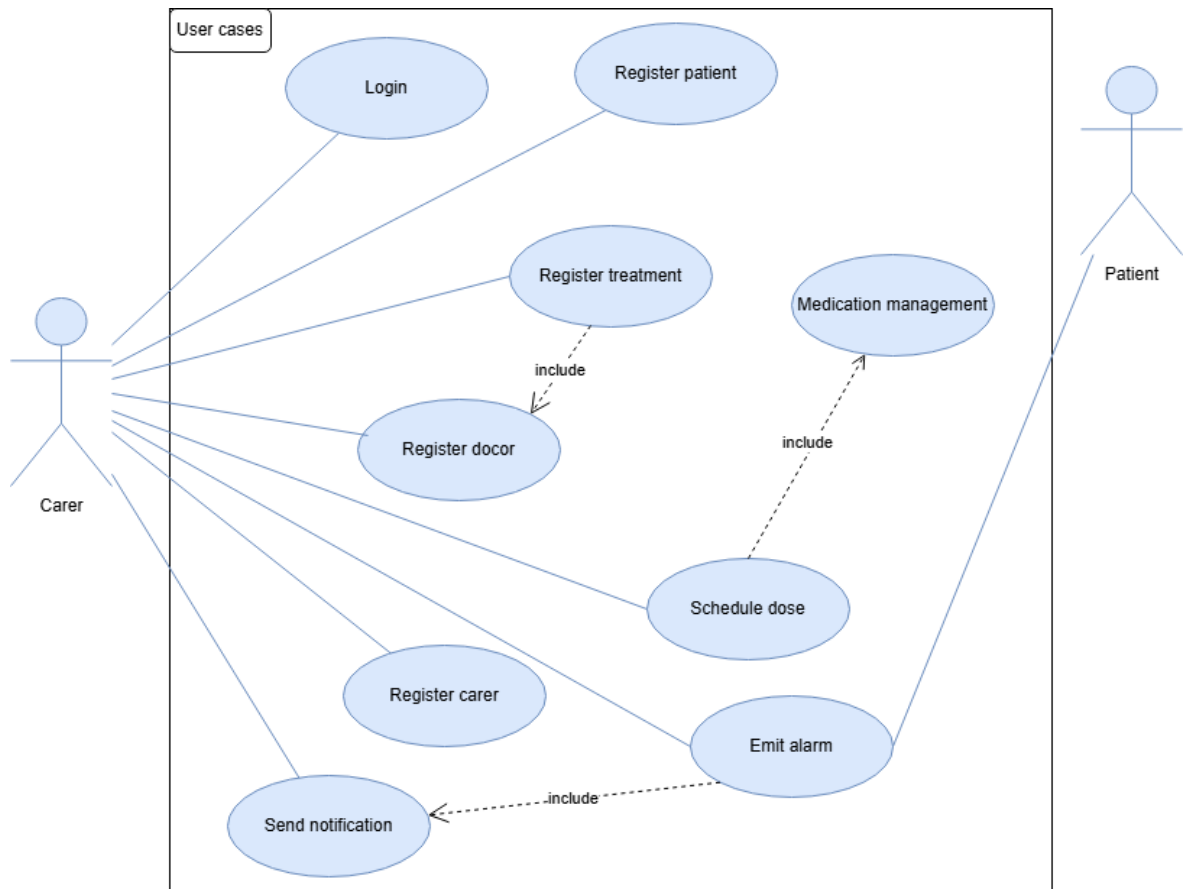 User cases
Login
Register patient
Register treatment
Medication management
Patient
include
Register docor
include
Carer
Schedule dose
Register carer
Emit alarm
include
Send notification